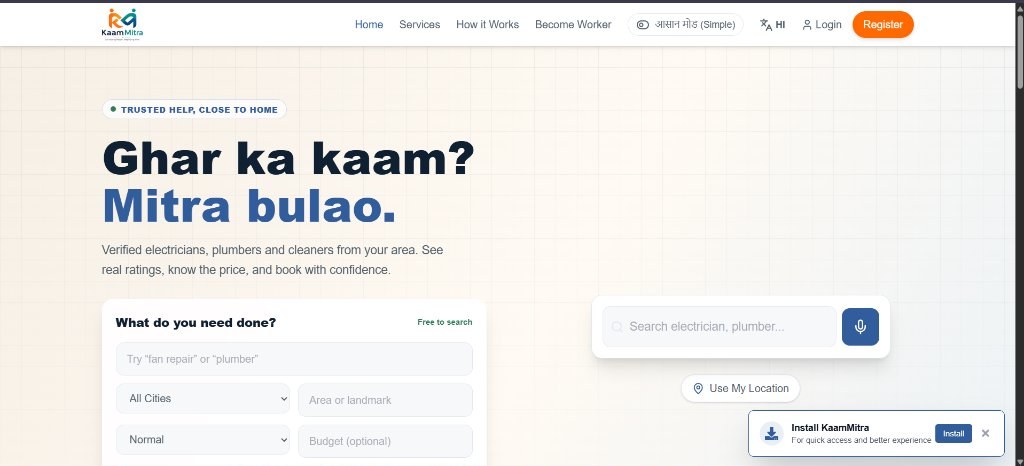 KaamMitra
Home
Services
How it Works
Become Worker
आसान मोड (Simple)
HI
Login
Register
TRUSTED HELP, CLOSE TO HOME
Ghar ka kaam?
Mitra bulao.
Verified electricians, plumbers and cleaners from your area. See
real ratings, know the price, and book with confidence.
What do you need done?
Free to search
Try “fan repair” or “plumber”
All Cities
Area or landmark
Normal
Budget (optional)
Search electrician, plumber...
Use My Location
Install KaamMitra
For quick access and better experience
Install